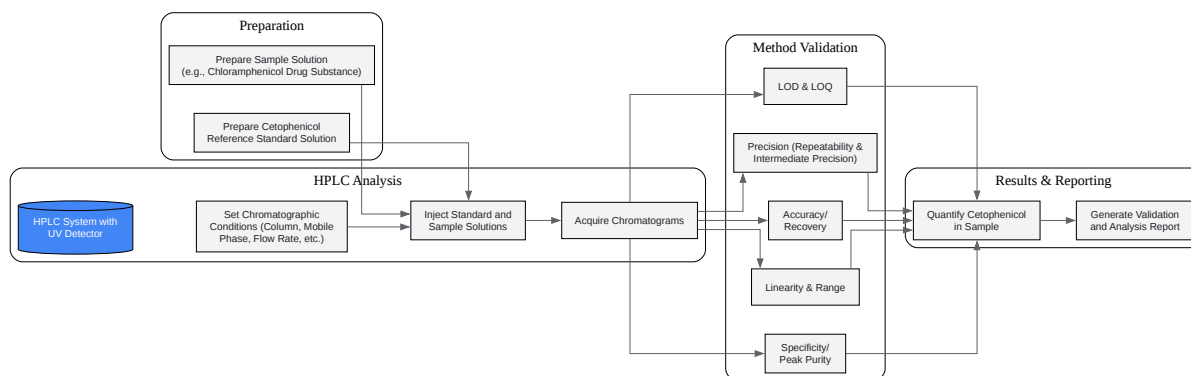 Preparation
Prepare Sample Solution
(e.g., Chloramphenicol Drug Substance)
Prepare Cetophenicol
Reference Standard Solution
HPLC Analysis
HPLC System with
UV Detector
Set Chromatographic
Conditions (Column, Mobile
Phase, Flow Rate, etc.)
Inject Standard and
Sample Solutions
Acquire Chromatograms
Method Validation
LOD & LOQ
Precision (Repeatability &
Intermediate Precision)
Accuracy/
Recovery
Linearity & Range
Specificity/
Peak Purity
Results & Reporting
Quantify Cetophenicol
in Sample
Generate Validation
and Analysis Report